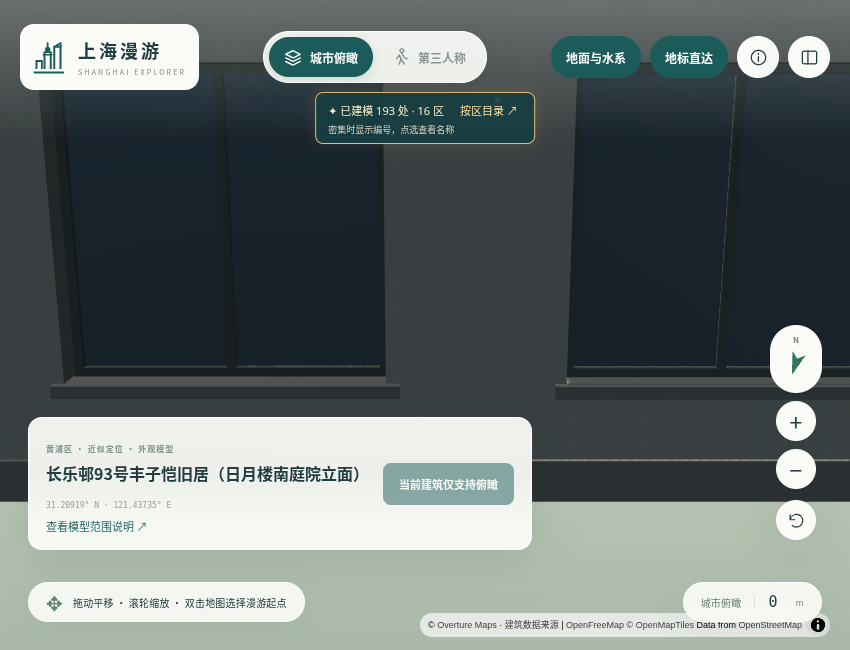 上海漫游
SHANGHAI EXPLORER
城市俯瞰
第三人称
地面与水系
地标直达
✦ 已建模 193 处 · 16 区 按区目录 ↗
密集时显示编号，点选查看名称
N
黄浦区 · 近似定位 · 外观模型
长乐邨93号丰子恺旧居（日月楼南庭院立面）
当前建筑仅支持俯瞰
31.20919° N · 121.43735° E
查看模型范围说明 ↗
拖动平移 · 滚轮缩放 · 双击地图选择漫游起点
城市俯瞰 0 m
© Overture Maps · 建筑数据来源 | OpenFreeMap © OpenMapTiles Data from OpenStreetMap